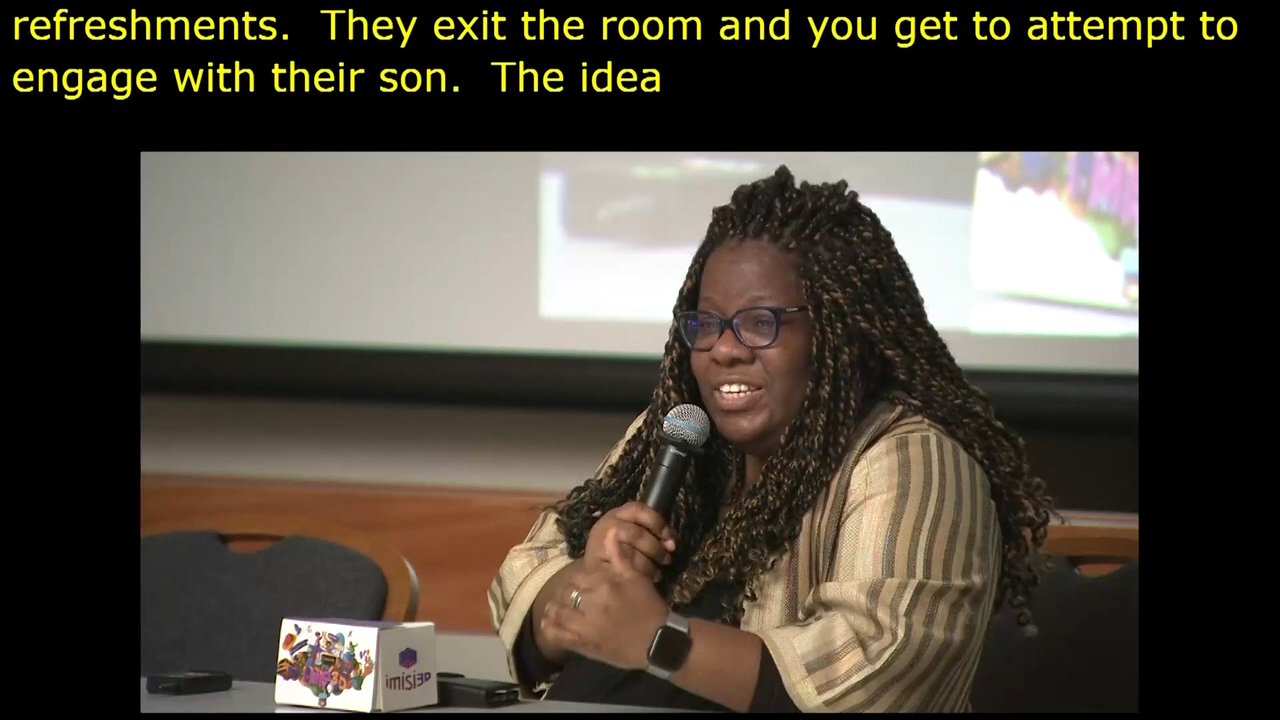 refreshments.  They exit the room and you get to attempt to
engage with their son.  The idea
imisi3D